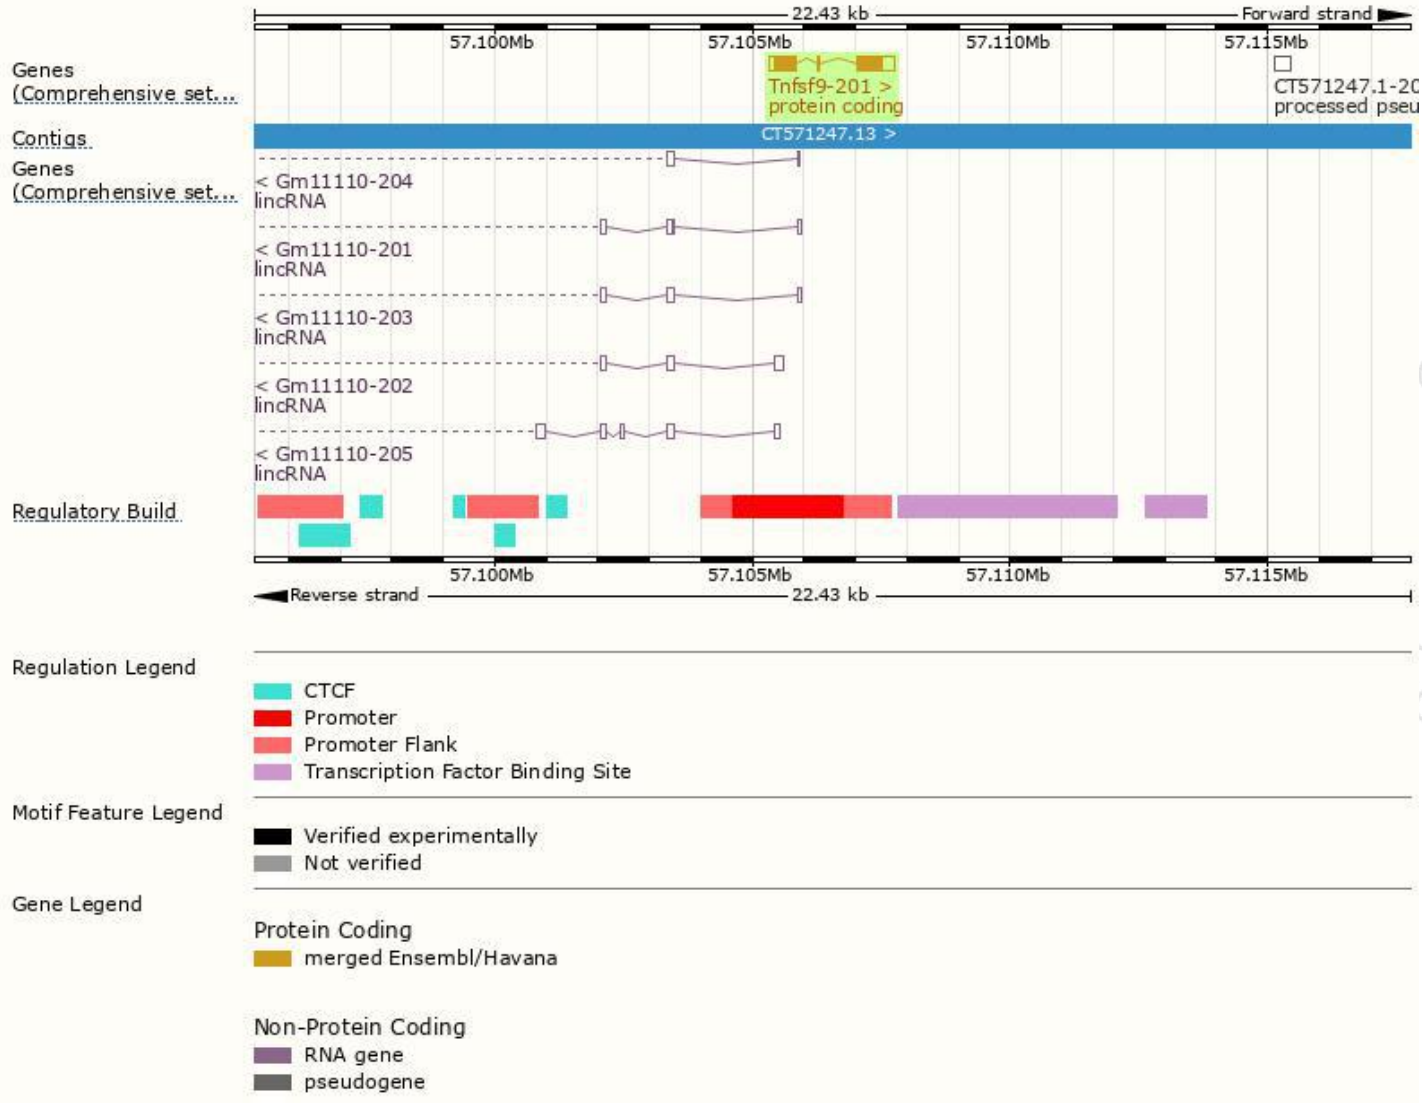 22.43 kb
Forward strand
57.100Mb 57.105Mb 57.110Mb 57.115Mb
Genes
(Comprehensive set...
Tnfsf9-201 >
protein coding
CT571247.1-20
processed pseu
Contigs
CT571247.13 >
Genes
(Comprehensive set...
< Gm11110-204
lincRNA
< Gm11110-201
lincRNA
< Gm11110-203
lincRNA
< Gm11110-202
lincRNA
< Gm11110-205
lincRNA
Regulatory Build
57.100Mb 57.105Mb 57.110Mb 57.115Mb
Reverse strand
22.43 kb
Regulation Legend
CTCF
Promoter
Promoter Flank
Transcription Factor Binding Site
Motif Feature Legend
Verified experimentally
Not verified
Gene Legend
Protein Coding
merged Ensembl/Havana
Non-Protein Coding
RNA gene
pseudogene